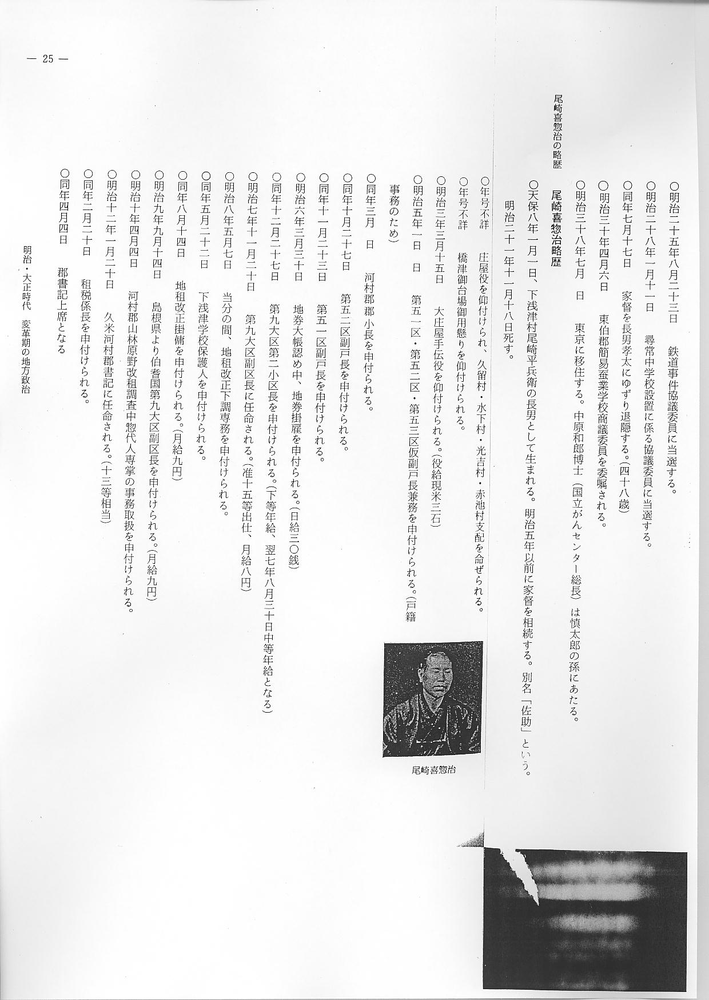 〇明治二十五年八月二十三日　鉄道事件協議委員に当選する。
〇明治二十八年一月十一日　尋常中学校設置に係る協議委員に当選する。
〇同年七月十七日　家督を長男孝太にゆずり退隠する。（四十八歳）
〇明治三十年四月六日　東伯郡簡易蚕業学校商議委員を委嘱される。
〇明治三十八年七月　日　東京に移住する。中原和郎博士（国立がんセンター総長）は慎太郎の孫にあたる。
尾崎喜惣治の略歴
尾崎喜惣治略歴
〇天保八年一月一日、下浅津村尾崎平兵衛の長男として生まれる。明治五年以前に家督を相続する。別名「佐助」という。
明治二十一年十一月十八日死す。
〇年号不詳　庄屋役を仰付けられ、久留村・水下村・光吉村・赤池村支配を命ぜられる。
〇年号不詳　橋津御台場御用懸りを仰付けられる。
〇明治三年三月十五日　大庄屋手伝役を仰付けられる。（役給現米三石）
〇明治五年一日　日　第五一区・第五二区・第五三区仮副戸長兼務を申付けられる。（戸籍
事務のため）
〇同年三月　日　河村郡郡小長を申付られる。
〇同年十月二十七日　第五二区副戸長を申付けられる。
〇同年十一月二十三日　第五一区副戸長を申付けられる。
〇明治六年三月三十日　地券大帳認め中、地券掛雇を申付られる。（日給三〇銭）
〇同年十二月二十七日　第九大区第二小区長を申付けられる。（下等年給、翌七年八月三十日中等年給となる）
〇明治七年十一月二十日　第九大区副区長に任命される。（准十五等出仕、月給八円）
〇明治八年五月七日　当分の間、地租改正下調専務を申付けられる。
〇同年五月二十二日　下浅津学校保護人を申付けられる。
〇同年八月十四日　地租改正掛傭を申付けられる。（月給九円）
〇明治九年九月十四日　島根県より伯耆国第九大区副区長を申付けられる。（月給九円）
〇明治十年四月四日　河村郡山林原野改租調査中惣代人専掌の事務取扱を申付けられる。
〇明治十二年一月二十日　久米河村郡書記に任命される。（十三等相当）
〇同年二月二十日　租税係長を申付けられる。
〇同年四月四日　郡書記上席となる
尾崎喜惣治
明治・大正時代　変革期の地方政治
― 25 ―